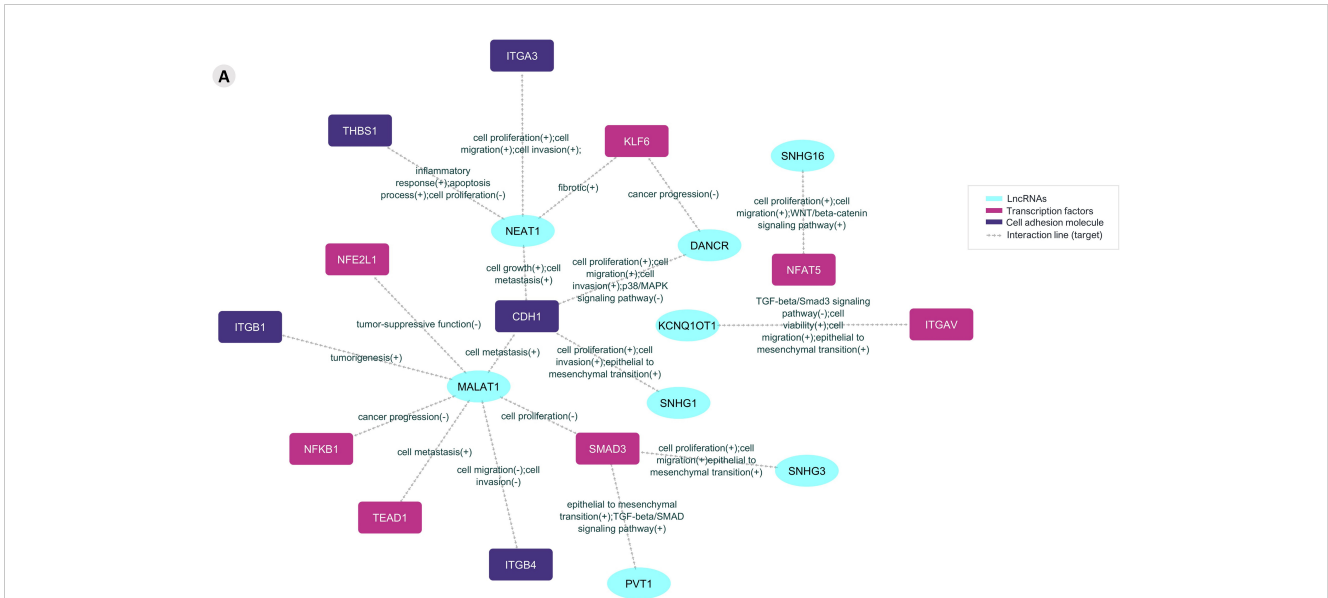 ITGA3
A
THBS1
KLF6
cell proliferation(+);cell
migration(+);cell invasion(+);
SNHG16
inflammatory
response(+);apoptosis
process(+);cell proliferation(-)
fibrotic(+)
cancer progression(-)
cell proliferation(+);cell
migration(+);WNT/beta-catenin
signaling pathway(+)
LncRNAs
Transcription factors
Cell adhesion molecule
Interaction line (target)
NEAT1
DANCR
NFE2L1
cell growth(+);cell
metastasis(+)
cell proliferation(+);cell
migration(+);cell
invasion(+);p38/MAPK
signaling pathway(-)
NFAT5
ITGB1
CDH1
KCNQ1OT1
TGF-beta/Smad3 signaling
pathway(-);cell
viability(+);cell
migration(+);epithelial to
mesenchymal transition(+)
ITGAV
tumor-suppressive function(-)
tumorgenesis(+)
cell metastasis(+)
cell proliferation(+);cell
invasion(+);epithelial to
mesenchymal transition(+)
MALAT1
SNHG1
cancer progression(-)
cell proliferation(-)
NFKB1
cell metastasis(+)
SMAD3
cell proliferation(+);cell
migration(+)epithelial to
mesenchymal transition(+)
SNHG3
cell migration(-);cell
invasion(-)
TEAD1
epithelial to mesenchymal
transition(+);TGF-beta/SMAD
signaling pathway(+)
ITGB4
PVT1